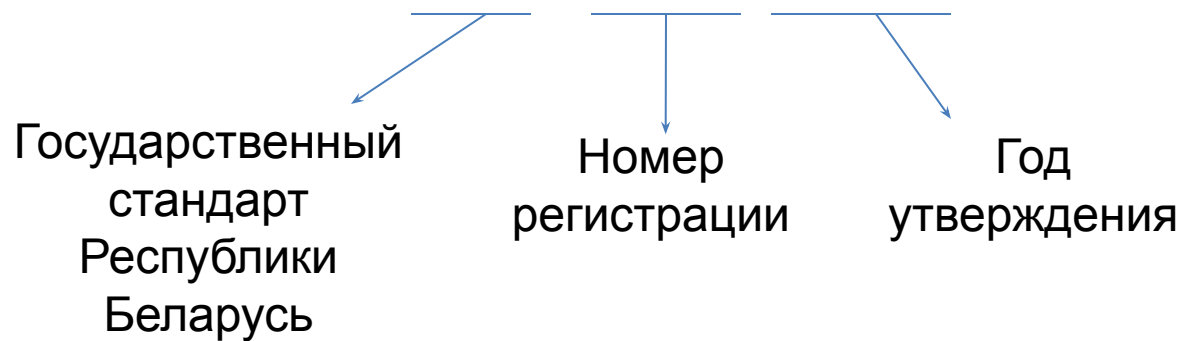 Государственный
стандарт
Республики
Беларусь
Номер
регистрации
Год
утверждения